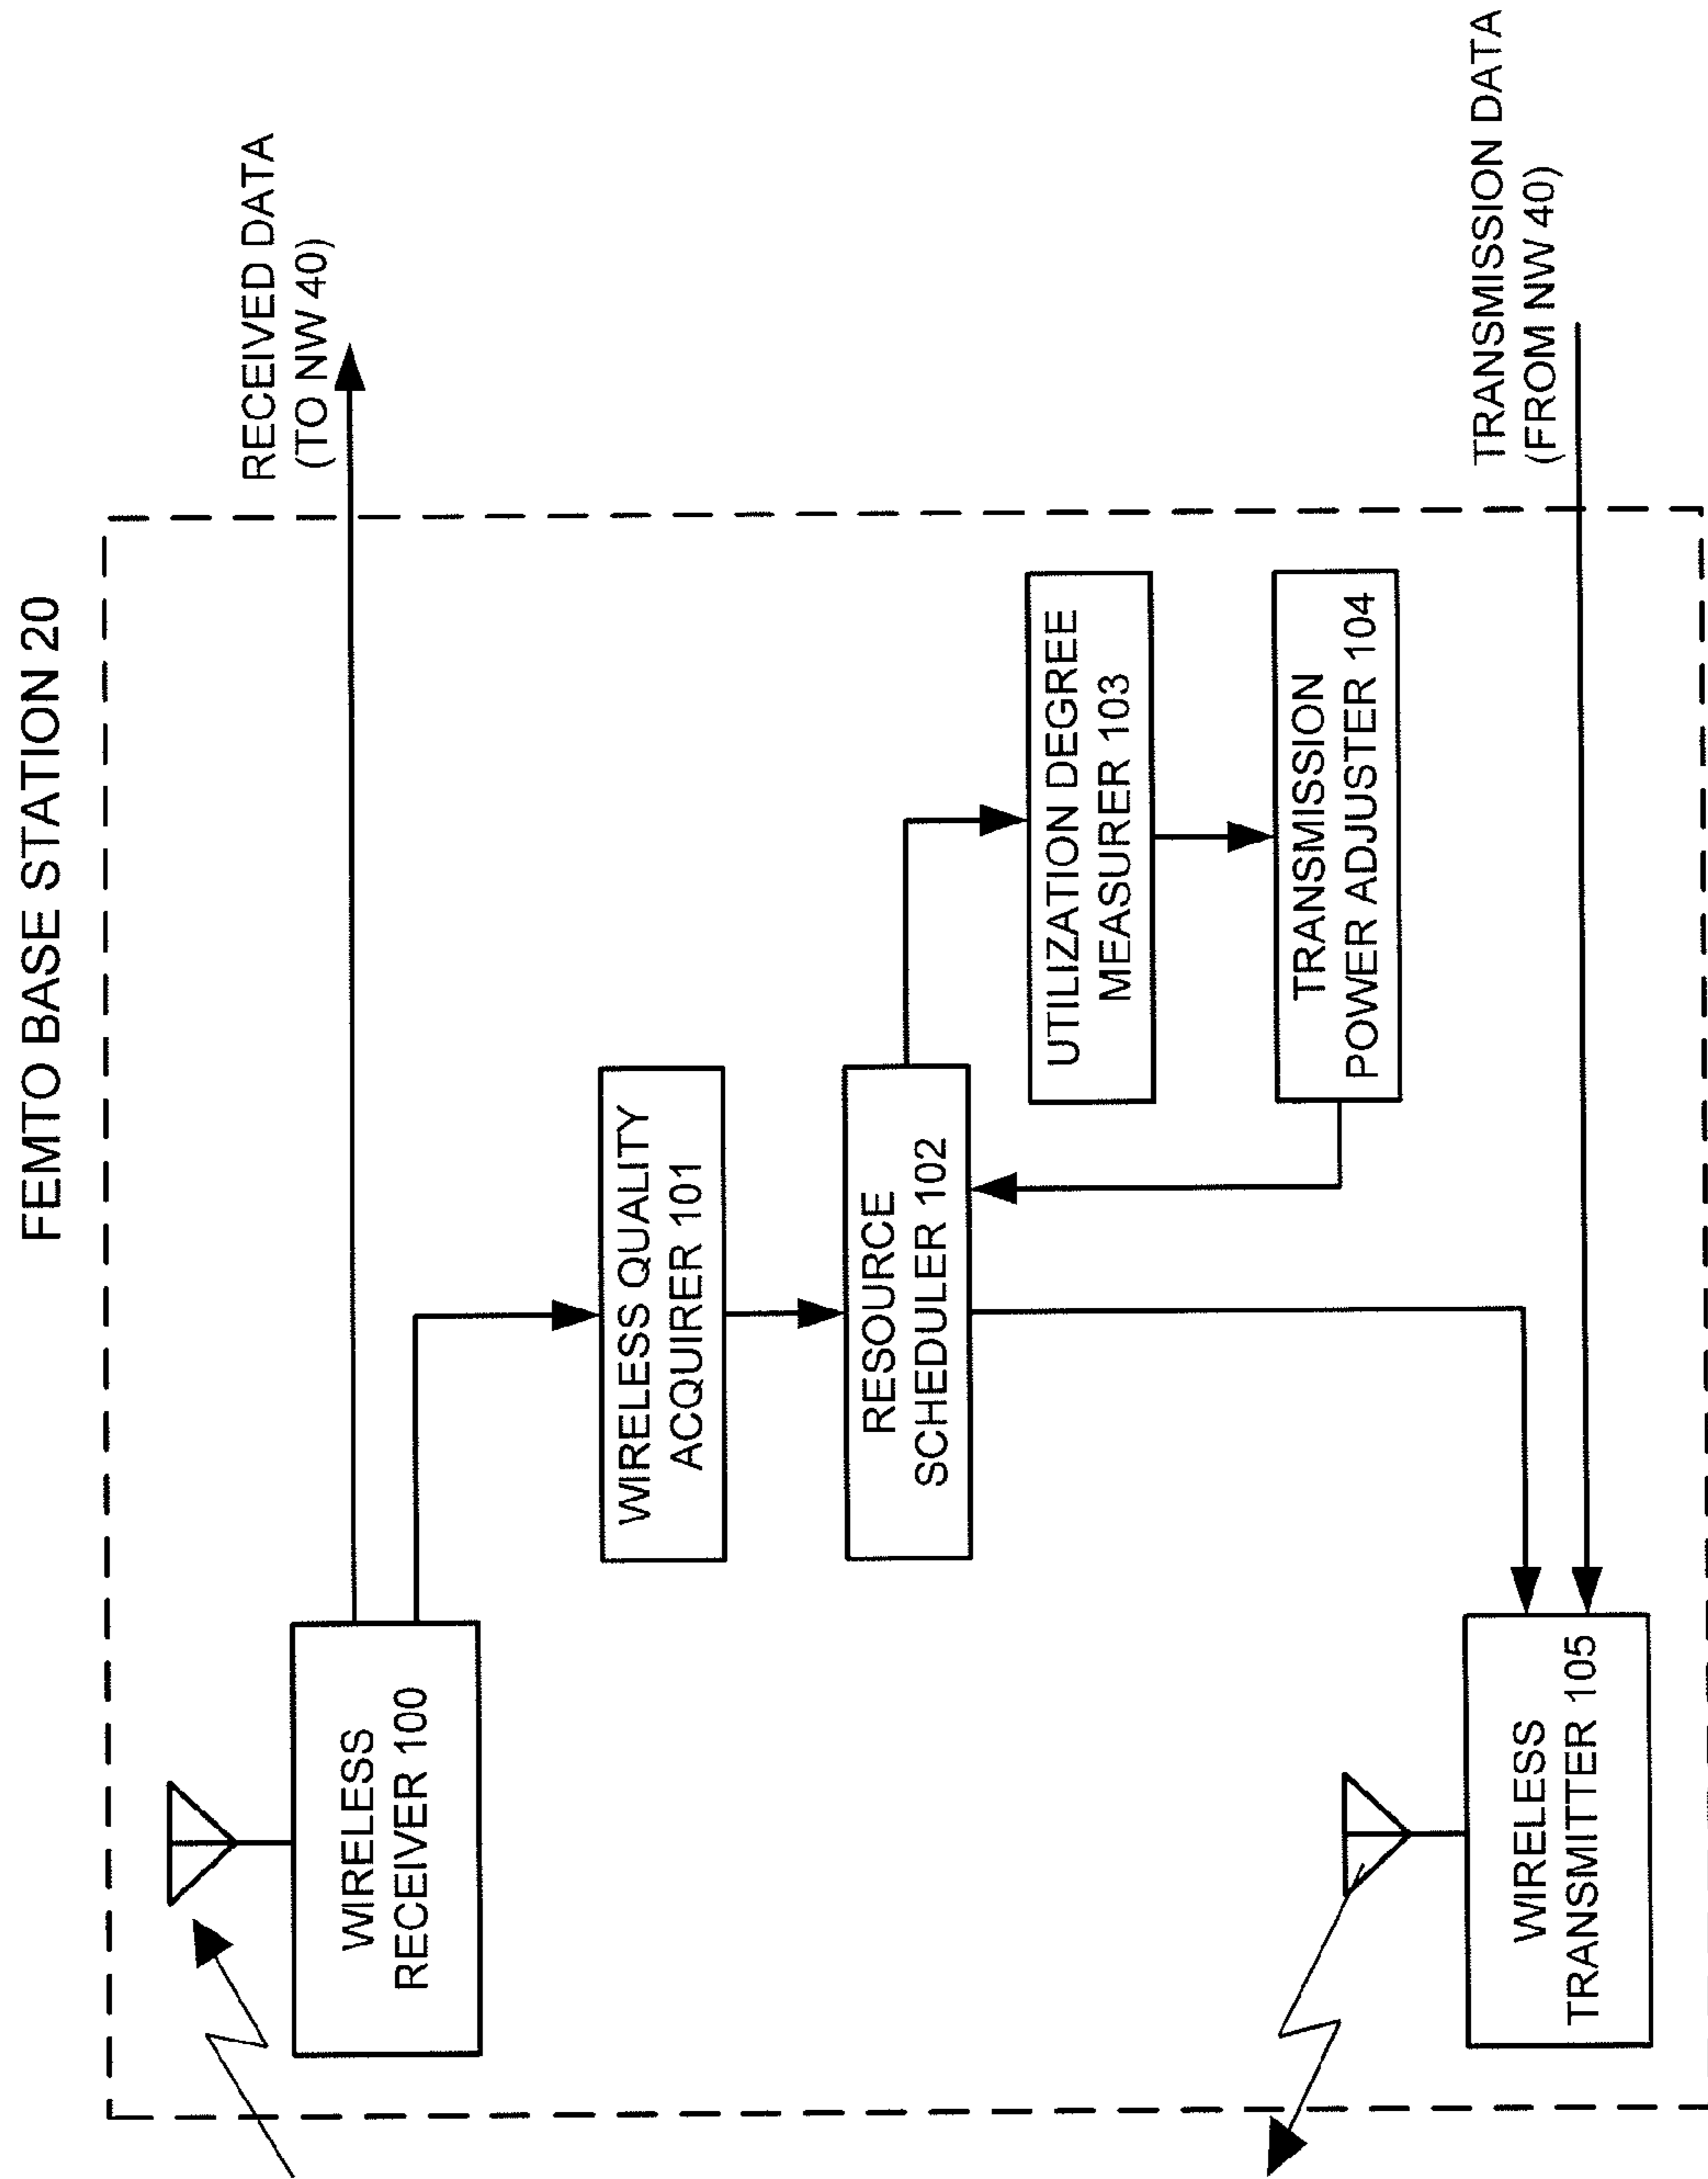 FEMTO BASE STATION 20
RECEIVED DATA
(TO NW 40)
WIRELESS
RECEIVER 100
WIRELESS QUALITY
ACQUIRER 101
RESOURCE
SCHEDULER 102
UTILIZATION DEGREE
MEASURER 103
TRANSMISSION
POWER ADJUSTER 104
TRANSMISSION DATA
(FROM NW 40)
WIRELESS
TRANSMITTER 105